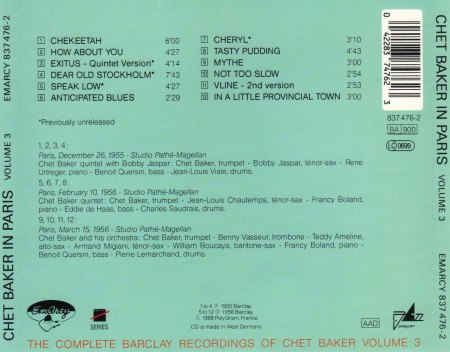 CHET BAKER IN PARIS VOLUME 3 EMARCY 837 476-2
1 CHEKEETAH 6'00
2 HOW ABOUT YOU 4'27
3 EXITUS - Quintet Version* 7'14
4 DEAR OLD STOCKHOLM* 7'43
5 SPEAK LOW* 4'27
6 ANTICIPATED BLUES 2'29
7 CHERYL* 3'10
8 TASTY PUDDING 4'40
9 MYTHE 2'11
10 NOT TOO SLOW 2'54
11 VLINE - 2nd version 2'53
12 IN A LITTLE PROVINCIAL TOWN 3'00
*Previously unreleased
0 42283 74762 3
837 476-2
BA 900
LC 0699
1, 2, 3, 4:
Paris, December 26, 1955 - Studio Pathé-Magellan
Chet Baker quintet with Bobby Jaspar: Chet Baker, trumpet - Bobby Jaspar, ténor-sax - René
Urtreger, piano - Benoit Quersin, bass - Jean-Louis Viale, drums.
5, 6, 7, 8:
Paris, February 10, 1956 - Studio Pathé-Magellan
Chet Baker quintet: Chet Baker, trumpet - Jean-Louis Chautemps, ténor-sax - Francy Boland,
piano - Eddie de Haas, bass - Charles Saudrais, drums.
9, 10, 11, 12:
Paris, March 15, 1956 - Studio Pathé-Magellan
Chet Baker and his orchestra: Chet Baker, trumpet - Benny Vasseur, trombone - Teddy Ameline,
alto-sax - Armand Migiani, ténor-sax - William Boucaya, baritone-sax - Francy Boland, piano -
Benoit Quersin, bass - Pierre Lemarchand, drums.
EmArcy
SERIES
1 to 4 ℗ 1955 Barclay
5 to 12 ℗ 1956 Barclay
© 1988 PolyGram, France
CD is made in West Germany
AAD
THE COMPLETE BARCLAY RECORDINGS OF CHET BAKER VOLUME 3
CHET BAKER IN PARIS VOLUME 3 EMARCY 837 476-2